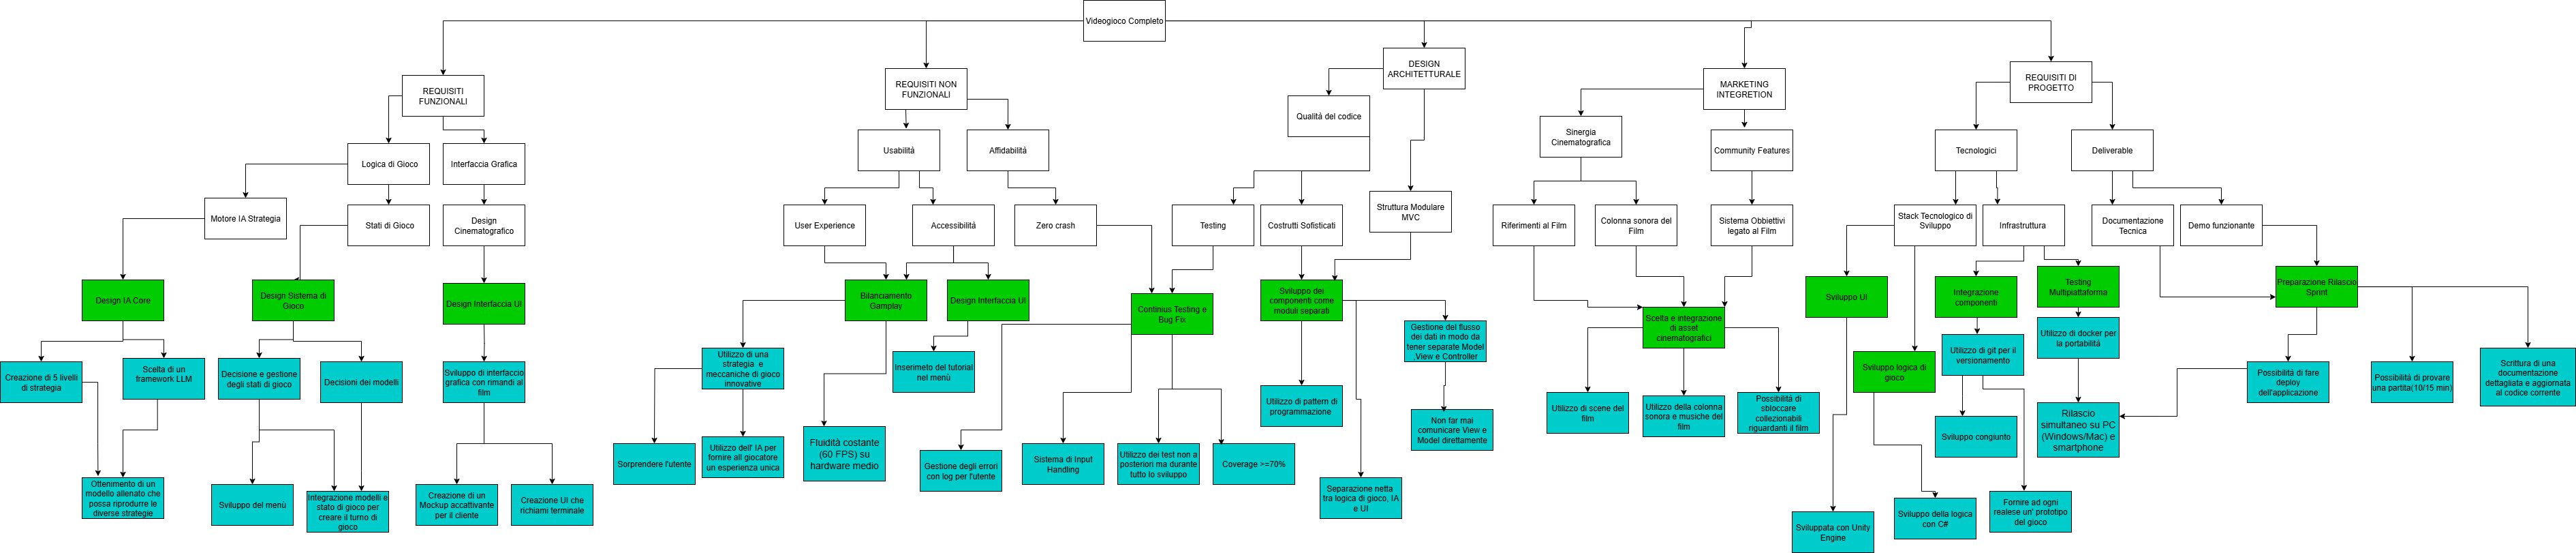 Videogioco Completo
REQUISITI
FUNZIONALI
REQUISITI NON
FUNZIONALI
DESIGN
ARCHITETTURALE
MARKETING
INTEGRETION
REQUISITI DI
PROGETTO
Logica di Gioco
Interfaccia Grafica
Usabilitá
Affidabilitá
Qualitá del codice
Sinergia
Cinematografica
Community Features
Tecnologici
Deliverable
Motore IA Strategia
Stati di Gioco
Design
Cinematografico
User Experience
Accessibilitá
Zero crash
Testing
Costrutti Sofisticati
Struttura Modulare
MVC
Riferimenti al Film
Colonna sonora del
Film
Sistema Obbiettivi
legato al Film
Stack Tecnologico di
Sviluppo
Infrastruttura
Documentazione
Tecnica
Demo funzionante
Design IA Core
Design Sistema di
Gioco
Design Interfaccia UI
Bilanciamento
Gamplay
Design Interfaccia UI
Continius Testing e
Bug Fix
Sviluppo dei
componenti come
moduli separati
Scelta e integrazione
di asset
cinematografici
Sviluppo UI
Sviluppo logica di
gioco
Integrazione
componenti
Testing
Multipiattaforma
Preparazione Rilascio
Sprint
Creazione di 5 livelli
di strategia
Scelta di un
framework LLM
Decisione e gestione
degli stati di gioco
Decisioni dei modelli
Sviluppo di interfaccio
grafica con rimandi al
film
Utilizzo di una
strategia e
meccaniche di gioco
innovative
Inserimeto del tutorial
nel menù
Gestione del flusso
dei dati in modo da
tener separate Model
,View e Controller
Utilizzo di pattern di
programmazione
Utilizzo di scene del
film
Utilizzo della colonna
sonora e musiche del
film
Possibilità di
sbloccare
collezionabili
riguardanti il film
Utilizzo di git per il
versionamento
Utilizzo di docker per
la portabilità
Possibilità di fare
deploy
dell'applicazione
Possibilità di provare
una partita(10/15 min)
Scrittura di una
documentazione
dettagliata e aggiornata
al codice corrente
Ottenimento di un
modello allenato che
possa riprodurre le
diverse strategie
Sviluppo del menù
Integrazione modelli e
stato di gioco per
creare il turno di
gioco
Creazione di un
Mockup accattivante
per il cliente
Creazione UI che
richiami terminale
Sorprendere l'utente
Utilizzo dell' IA per
fornire all giocatore
un esperienza unica
Fluidità costante
(60 FPS) su
hardware medio
Gestione degli errori
con log per l'utente
Sistema di Input
Handling
Utilizzo dei test non a
posteriori ma durante
tutto lo sviluppo
Coverage >=70%
Separazione netta
tra logica di gioco, IA
e UI
Non far mai
comunicare View e
Model direttamente
Sviluppata con Unity
Engine
Sviluppo della logica
con C#
Sviluppo congiunto
Fornire ad ogni
realese un' prototipo
del gioco
Rilascio
simultaneo su PC
(Windows/Mac) e
smartphone